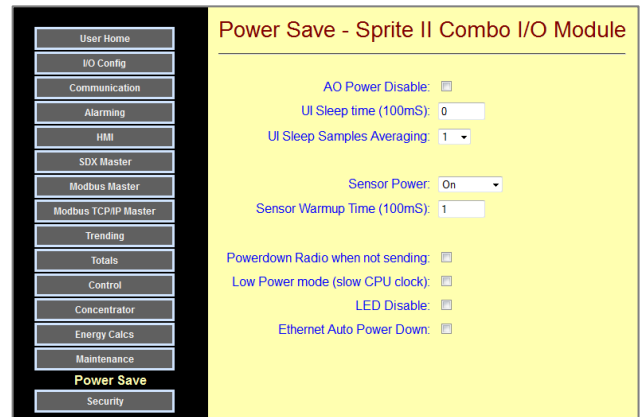 User Home
I/O Config
Communication
Alarming
HMI
SDX Master
Modbus Master
Modbus TCP/IP Master
Trending
Totals
Control
Concentrator
Energy Calcs
Maintenance
Power Save
Security
Power Save - Sprite II Combo I/O Module
AO Power Disable:
UI Sleep time (100mS): 0
UI Sleep Samples Averaging: 1
Sensor Power: On
Sensor Warmup Time (100mS): 1
Powerdown Radio when not sending:
Low Power mode (slow CPU clock):
LED Disable:
Ethernet Auto Power Down: